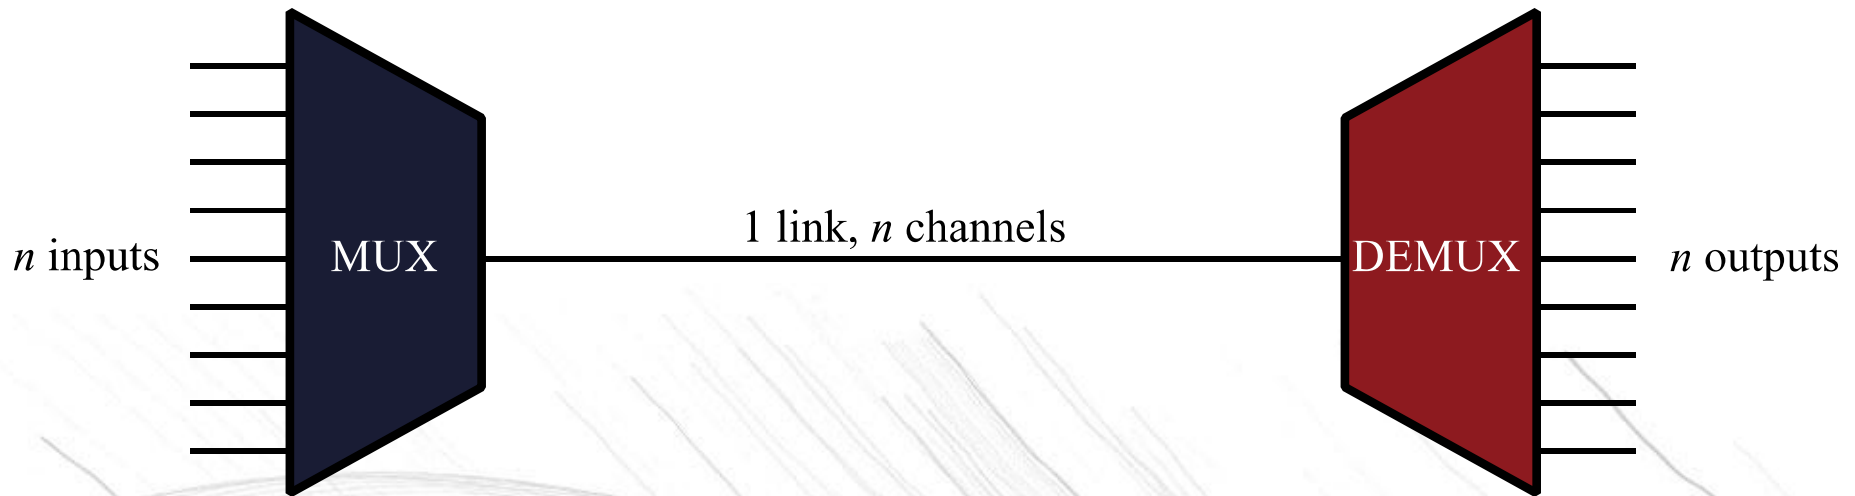 n inputs
MUX
1 link, n channels
DEMUX
n outputs